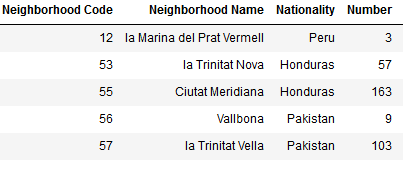 Neighborhood Code Neighborhood Name Nationality Number
12 la Marina del Prat Vermell Peru 3
53 la Trinitat Nova Honduras 57
55 Ciutat Meridiana Honduras 163
56 Vallbona Pakistan 9
57 la Trinitat Vella Pakistan 103